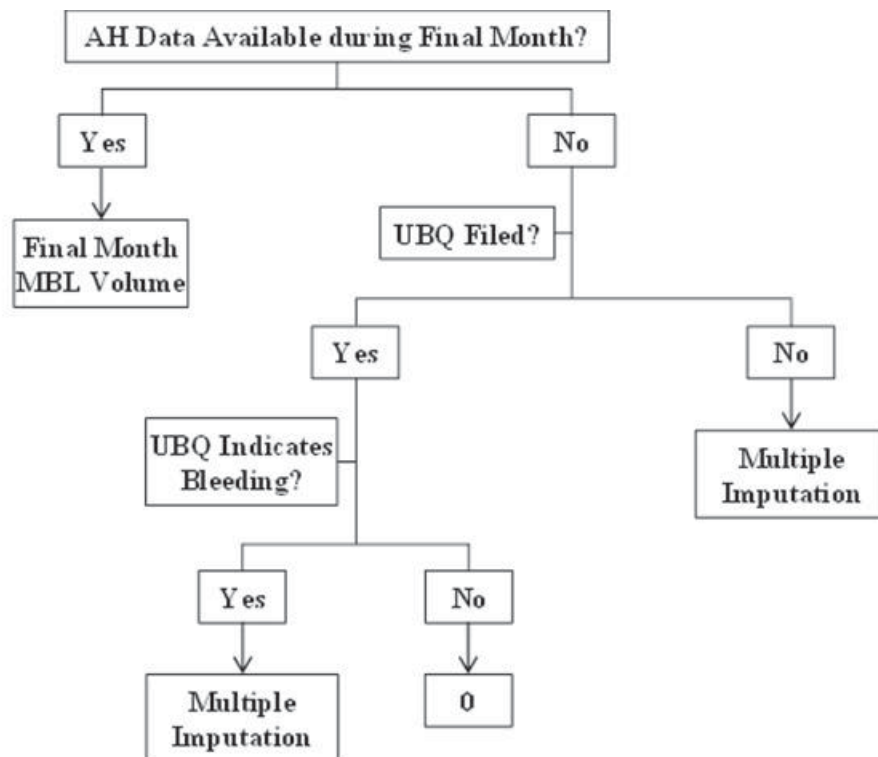 AH Data Available during Final Month?
Yes
No
Final Month
MBL Volume
UBQ Filed?
Yes
No
UBQ Indicates
Bleeding?
Multiple
Imputation
Yes
No
Multiple
Imputation
0